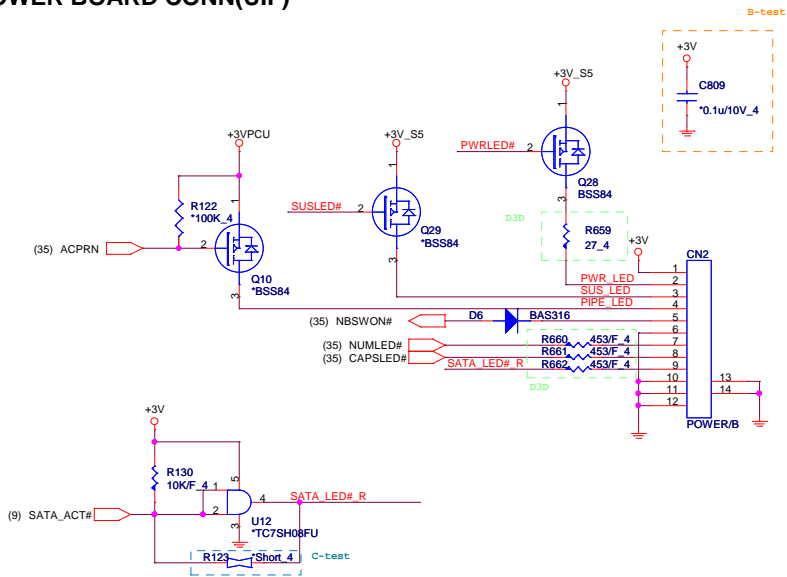 OWER BOARD CONN(UIF)
B-test
+3V
C809
*0.1u/10V_4
+3V_S5
1
PWRLED#
2
Q28
BSS84
3
+3VPCU
+3V_S5
R122
*100K_4
1
1
SUSLED#
2
Q29
*BSS84
3
D3D
R659
27_4
+3V
(35) ACPRN
2
Q10
*BSS84
3
CN2
PWR_LED
1
SUS_LED
2
PIPE_LED
3
4
(35) NBSWON#
D6
BAS316
5
6
(35) NUMLED#
R660
453/F_4
7
(35) CAPSLED#
R661
453/F_4
8
SATA_LED#_R
R662
453/F_4
9
D3D
10
13
11
14
12
POWER/B
+3V
R130
10K/F_4
5
1
4
SATA_LED#_R
(9) SATA_ACT#
2
3
U12
*TC7SH08FU
R123
*Short_4
C-test